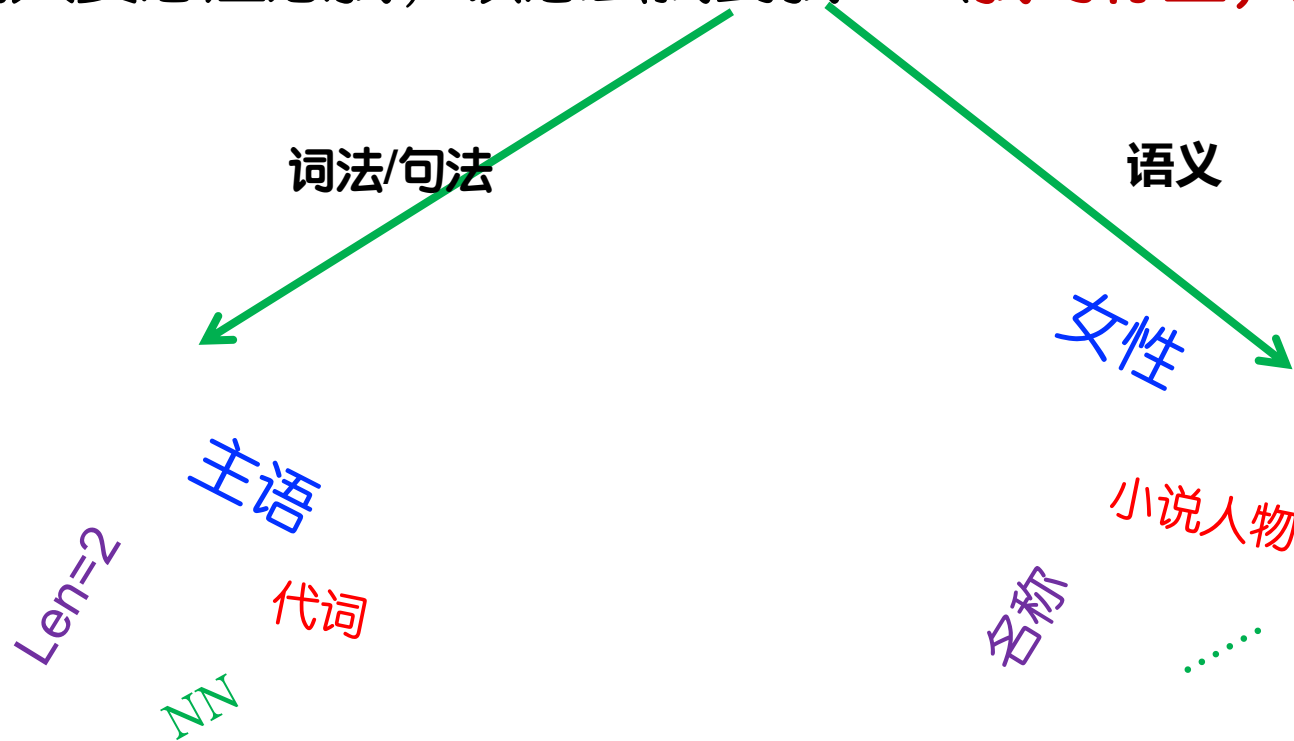 词法/句法
语义
女性
主语
小说人物
Len=2
代词
名称
……
NN